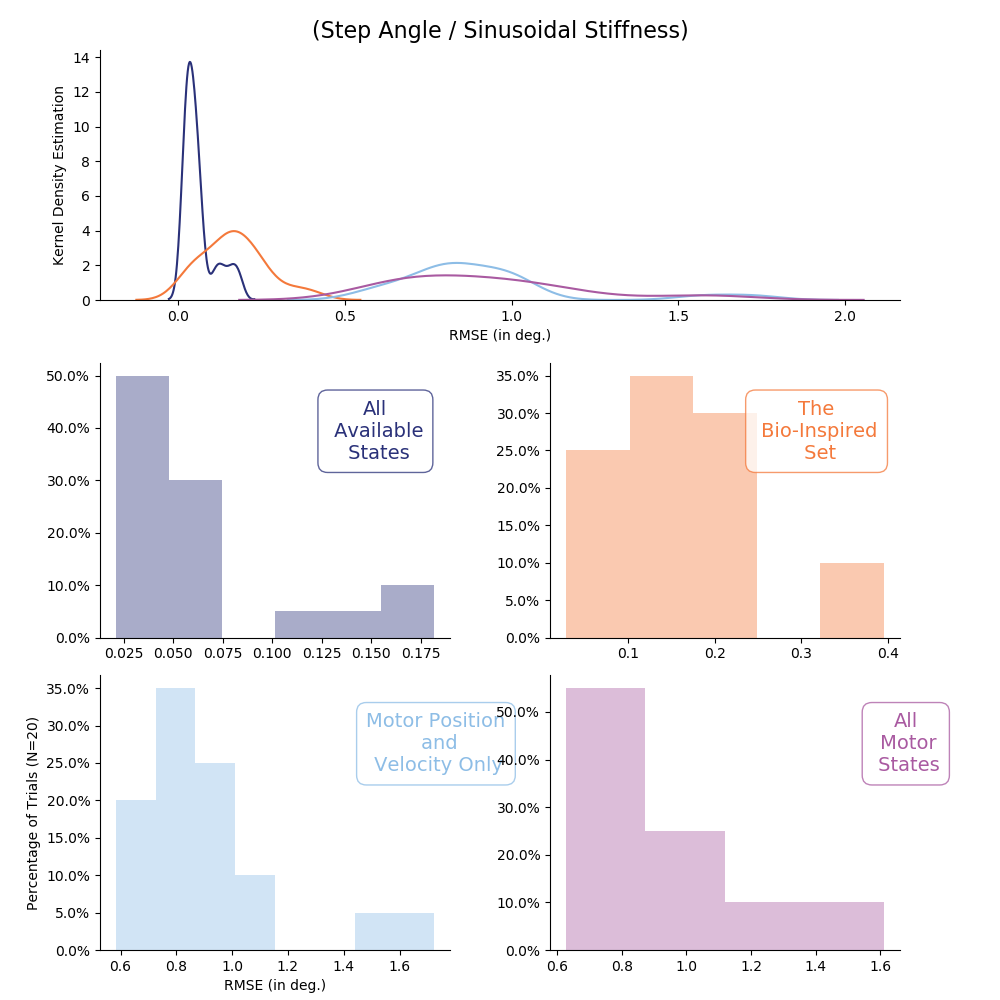 (Step Angle / Sinusoidal Stiffness)
14
12
10
8
6
4
2
0
Kernel Density Estimation
0.0 0.5 1.0 1.5 2.0
RMSE (in deg.)
50.0%
40.0%
30.0%
20.0%
10.0%
0.0%
All
Available
States
0.025 0.050 0.075 0.100 0.125 0.150 0.175
35.0%
30.0%
25.0%
20.0%
15.0%
10.0%
5.0%
0.0%
The
Bio-Inspired
Set
0.1 0.2 0.3 0.4
Percentage of Trials (N=20)
35.0%
30.0%
25.0%
20.0%
15.0%
10.0%
5.0%
0.0%
Motor Position
and
Velocity Only
0.6 0.8 1.0 1.2 1.4 1.6
RMSE (in deg.)
50.0%
40.0%
30.0%
20.0%
10.0%
0.0%
All
Motor
States
0.6 0.8 1.0 1.2 1.4 1.6